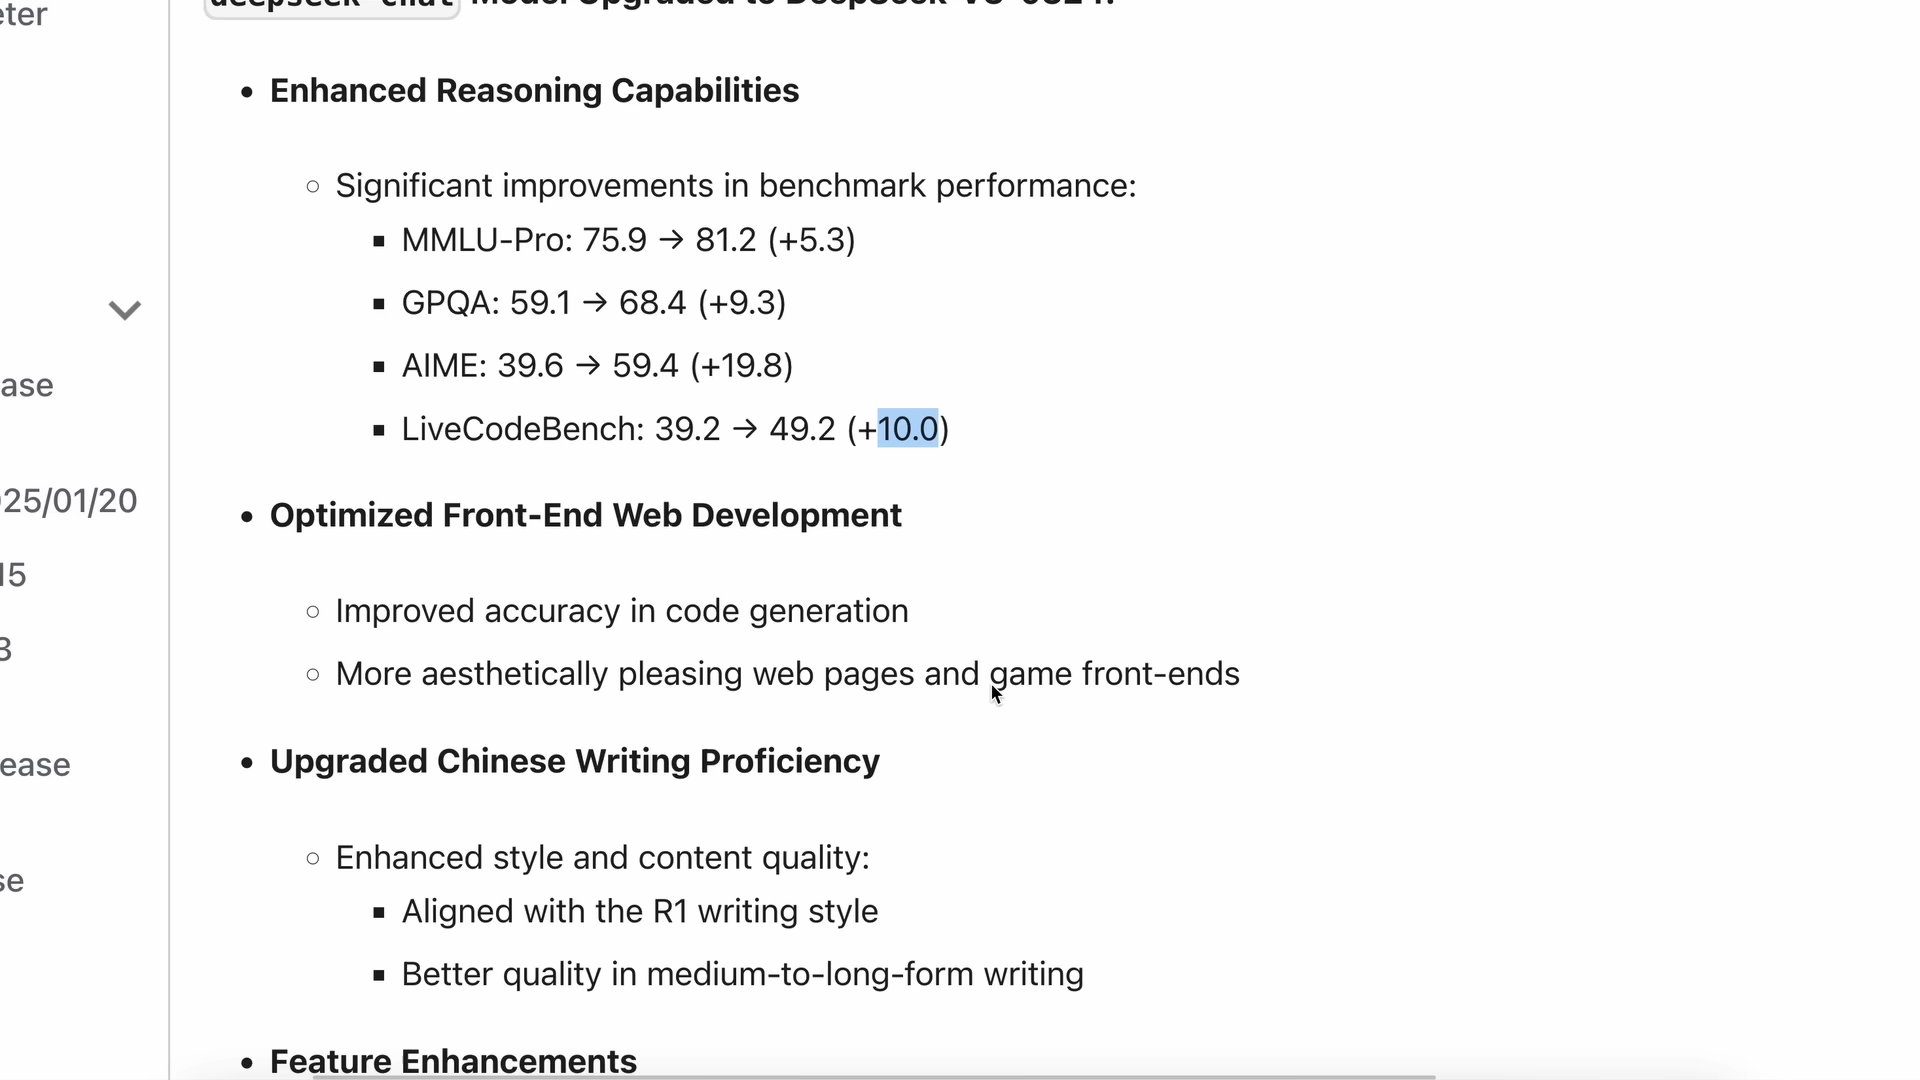 eter
Enhanced Reasoning Capabilities
Significant improvements in benchmark performance:
MMLU-Pro: 75.9 → 81.2 (+5.3)
GPQA: 59.1 → 68.4 (+9.3)
AIME: 39.6 → 59.4 (+19.8)
ase
LiveCodeBench: 39.2 → 49.2 (+10.0)
25/01/20
Optimized Front-End Web Development
15
Improved accuracy in code generation
3
More aesthetically pleasing web pages and game front-ends
ease
Upgraded Chinese Writing Proficiency
Enhanced style and content quality:
se
Aligned with the R1 writing style
Better quality in medium-to-long-form writing
Feature Enhancements